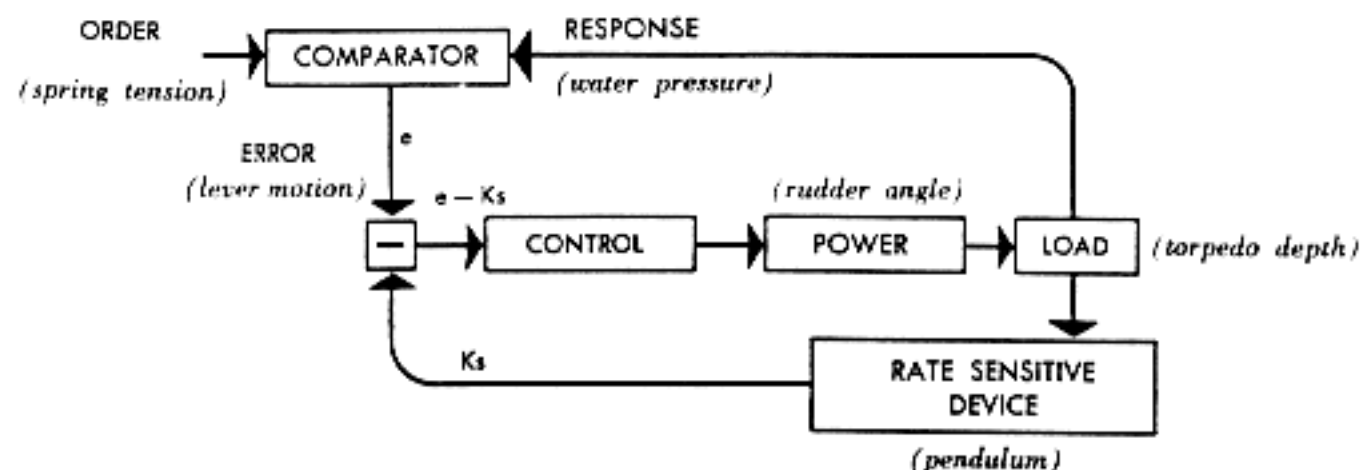 ORDER
(spring tension)
COMPARATOR
RESPONSE
(water pressure)
e
ERROR
(lever motion)
e – Ks
(rudder angle)
–
CONTROL
POWER
LOAD
(torpedo depth)
Ks
RATE SENSITIVE
DEVICE
(pendulum)